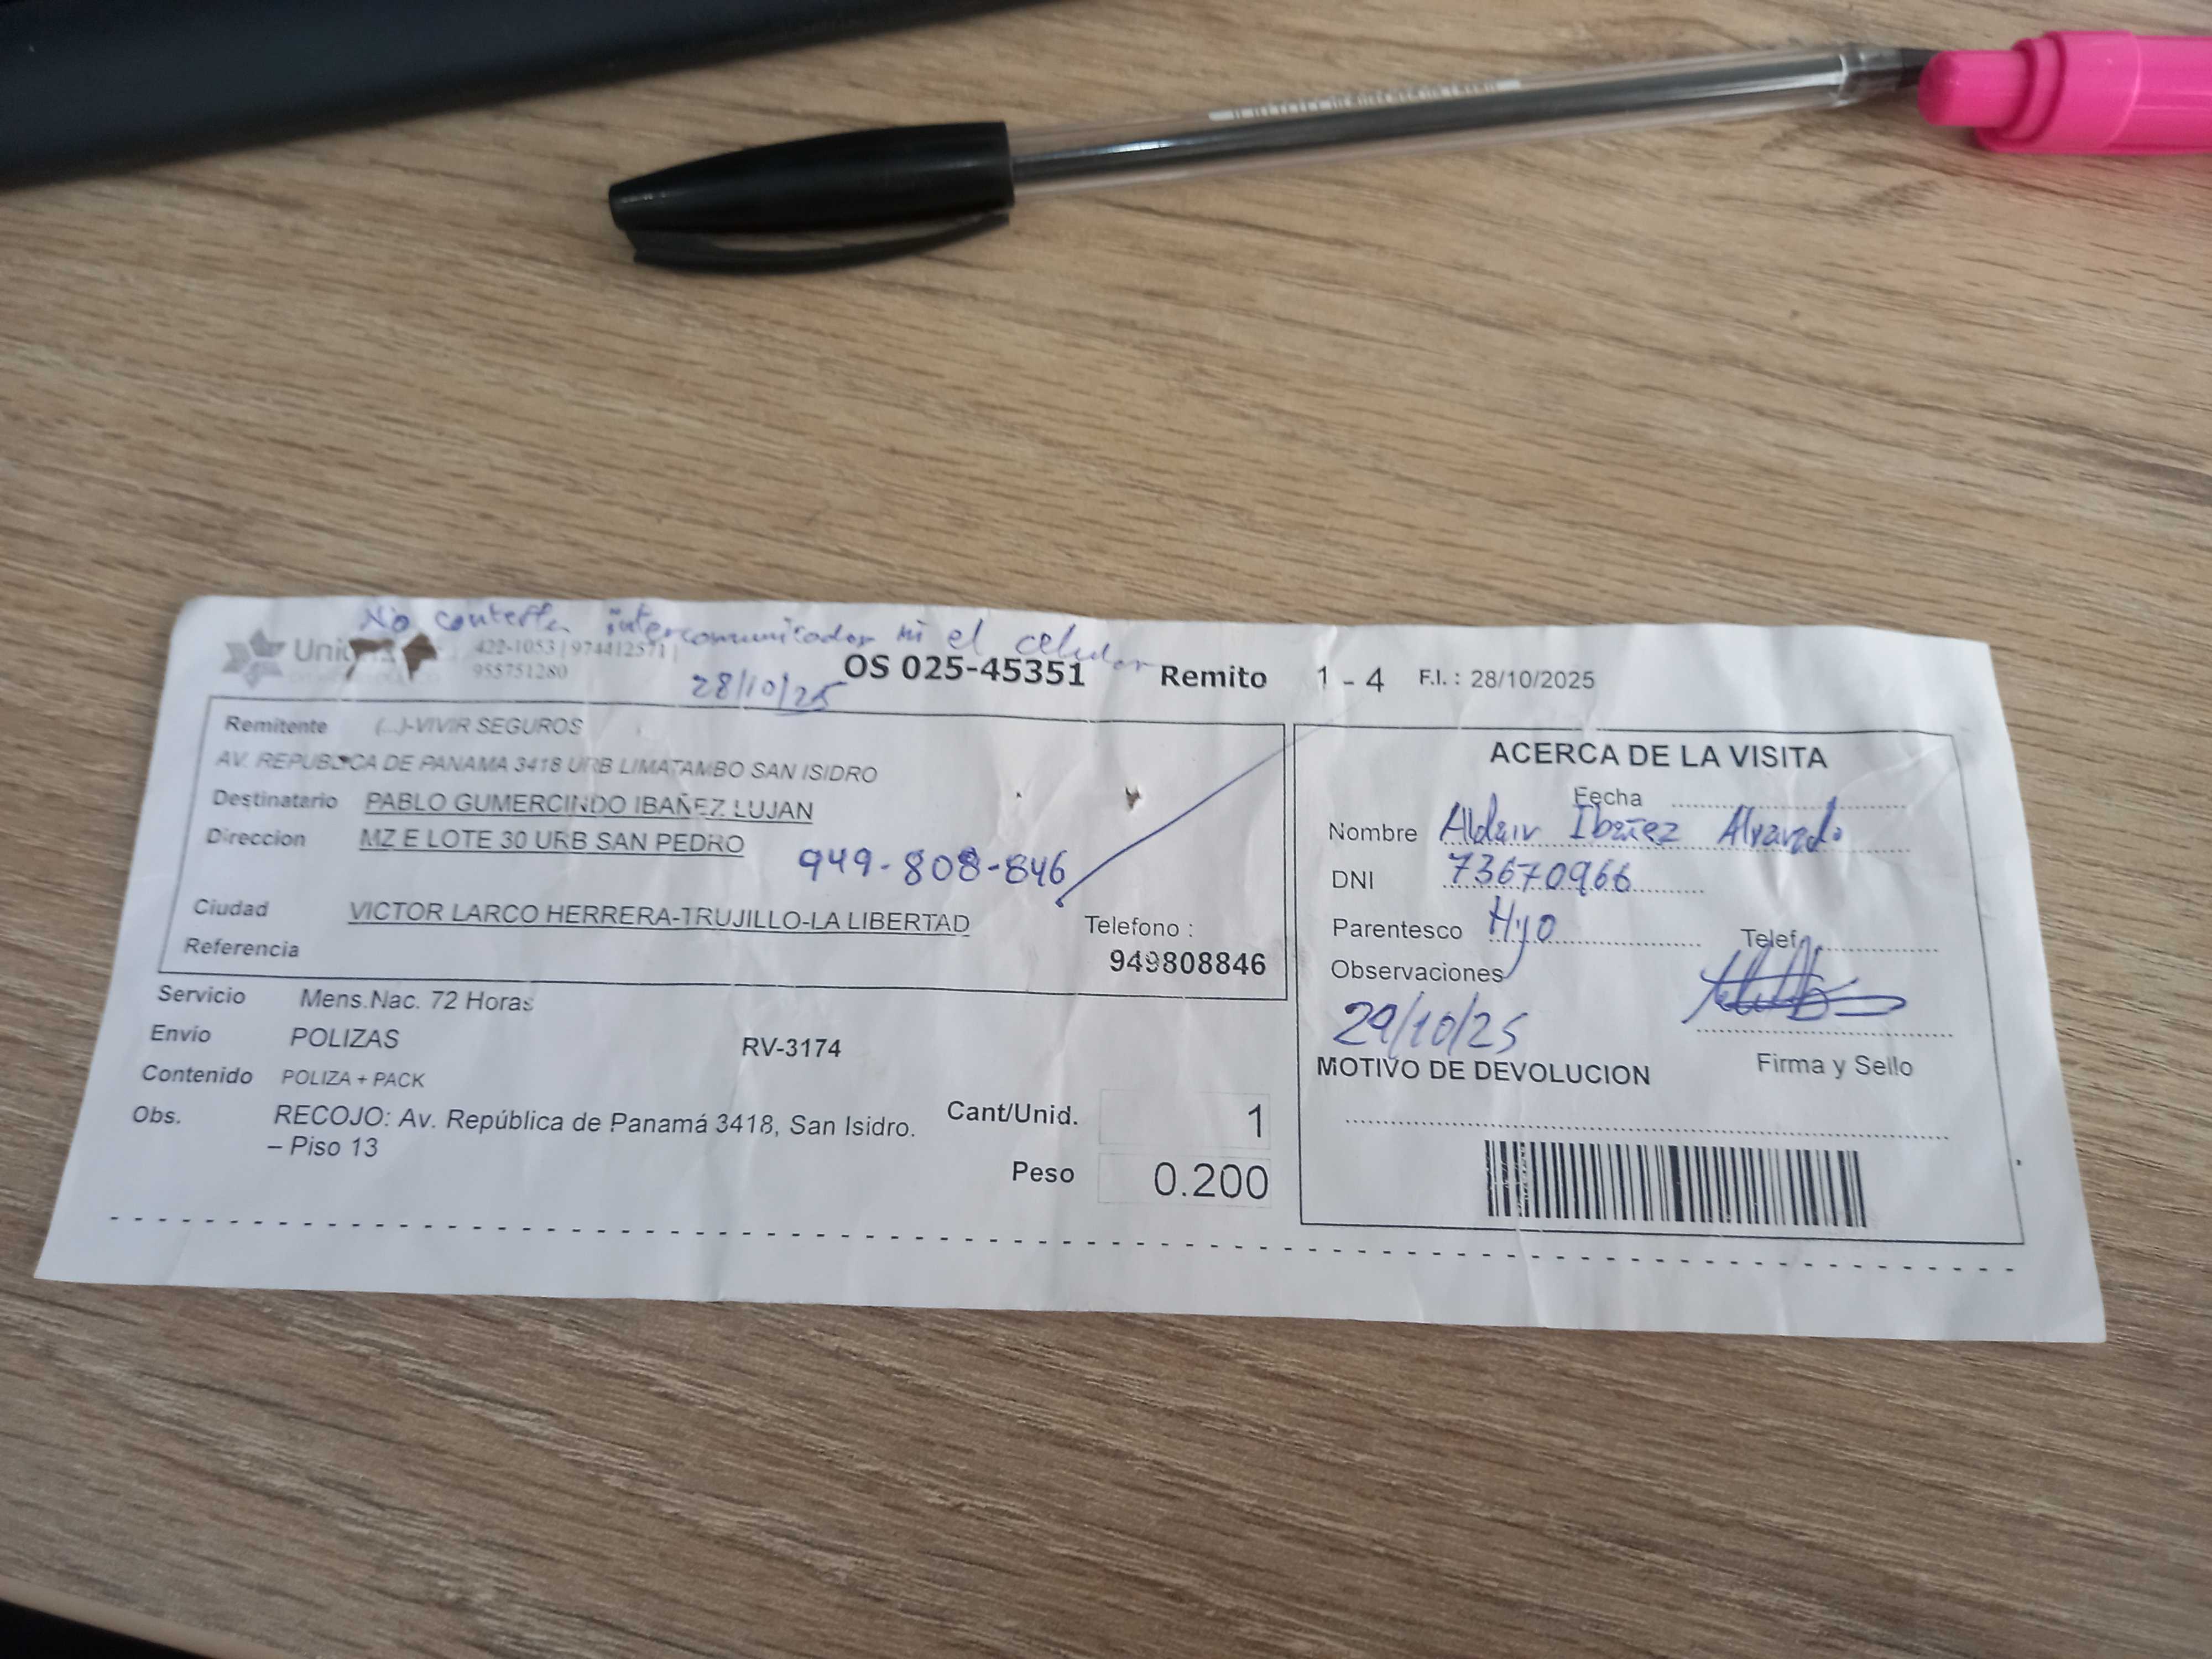 No contesta intercomunicador ni el celular
28/10/25
422-1053 | 974412571 |
955751280
OS 025-45351 Remito 1 - 4 F.I. : 28/10/2025
Remitente (...)-VIVIR SEGUROS
AV. REPUBLICA DE PANAMA 3418 URB LIMATAMBO SAN ISIDRO
Destinatario PABLO GUMERCINDO IBAÑEZ LUJAN
Direccion MZ E LOTE 30 URB SAN PEDRO
949-808-846
Ciudad VICTOR LARCO HERRERA-TRUJILLO-LA LIBERTAD
Telefono :
949808846
Referencia
Servicio Mens.Nac. 72 Horas
Envio POLIZAS RV-3174
Contenido POLIZA + PACK
Obs. RECOJO: Av. República de Panamá 3418, San Isidro.
– Piso 13
Cant/Unid. 1
Peso 0.200
ACERCA DE LA VISITA
Fecha
Nombre Aldair Ibañez Alvarado
DNI 73670966
Parentesco Hijo Telef.
Observaciones
29/10/25
MOTIVO DE DEVOLUCION
Firma y Sello